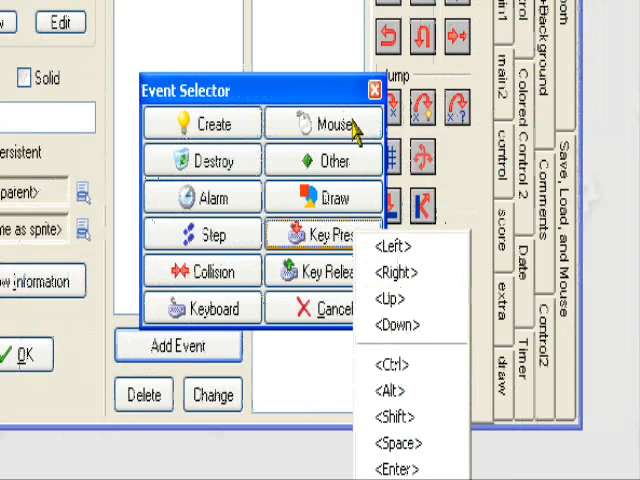 Edit
Solid
ersistent
parent>
me as sprite>
ow information
OK
Event Selector
Create
Mouse
Destroy
Other
Alarm
Draw
Step
Key Pres
Collision
Key Relea
Keyboard
Cancel
Add Event
Delete
Change
<Left>
<Right>
<Up>
<Down>
<Ctrl>
<Alt>
<Shift>
<Space>
<Enter>
Jump
main2
control
score
extra
draw
Colored Control 2
Date
Timer
+Background
Comments
Control2
Save, Load, and Mouse